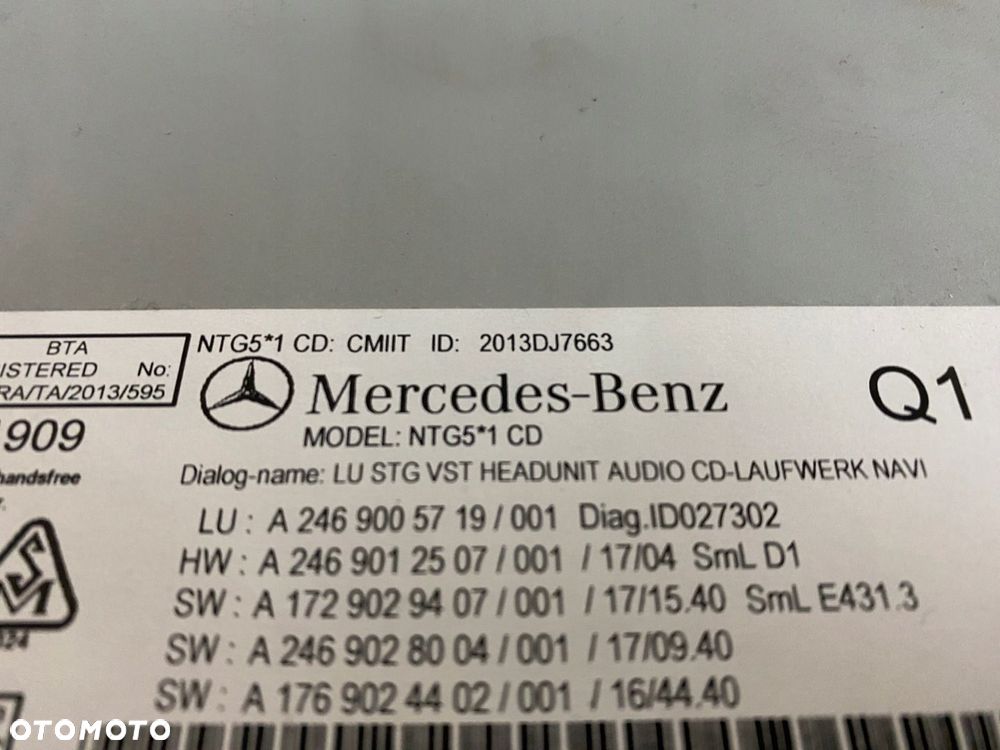 NTG5*1 CD: CMIIT ID: 2013DJ7663
BTA
ISTERED No:
RA/TA/2013/595
Mercedes-Benz
Q1
909
MODEL: NTG5*1 CD
handsfree
Dialog-name: LU STG VST HEADUNIT AUDIO CD-LAUFWERK NAVI
LU : A 246 900 57 19 / 001 Diag.ID027302
HW : A 246 901 25 07 / 001 / 17/04 SmL D1
SW : A 172 902 94 07 / 001 / 17/15.40 SmL E431.3
SW : A 246 902 80 04 / 001 / 17/09.40
SW : A 176 902 44 02 / 001 / 16/44.40
OTOMOTO